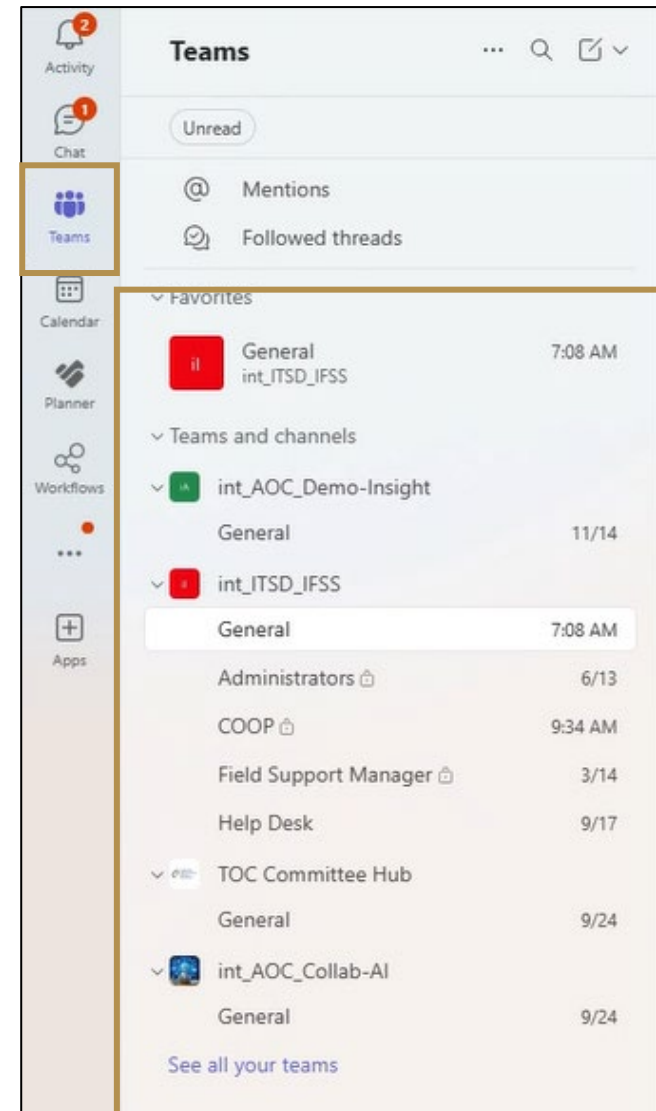 2
Activity
1
Chat
Teams
Calendar
Planner
Workflows
Apps
Teams
Unread
Mentions
Followed threads
Favorites
il
General 7:08 AM
int_ITSD_IFSS
Teams and channels
iA int_AOC_Demo-Insight
General 11/14
int_ITSD_IFSS
General 7:08 AM
Administrators 6/13
COOP 9:34 AM
Field Support Manager 3/14
Help Desk 9/17
TOC Committee Hub
General 9/24
int_AOC_Collab-AI
General 9/24
See all your teams